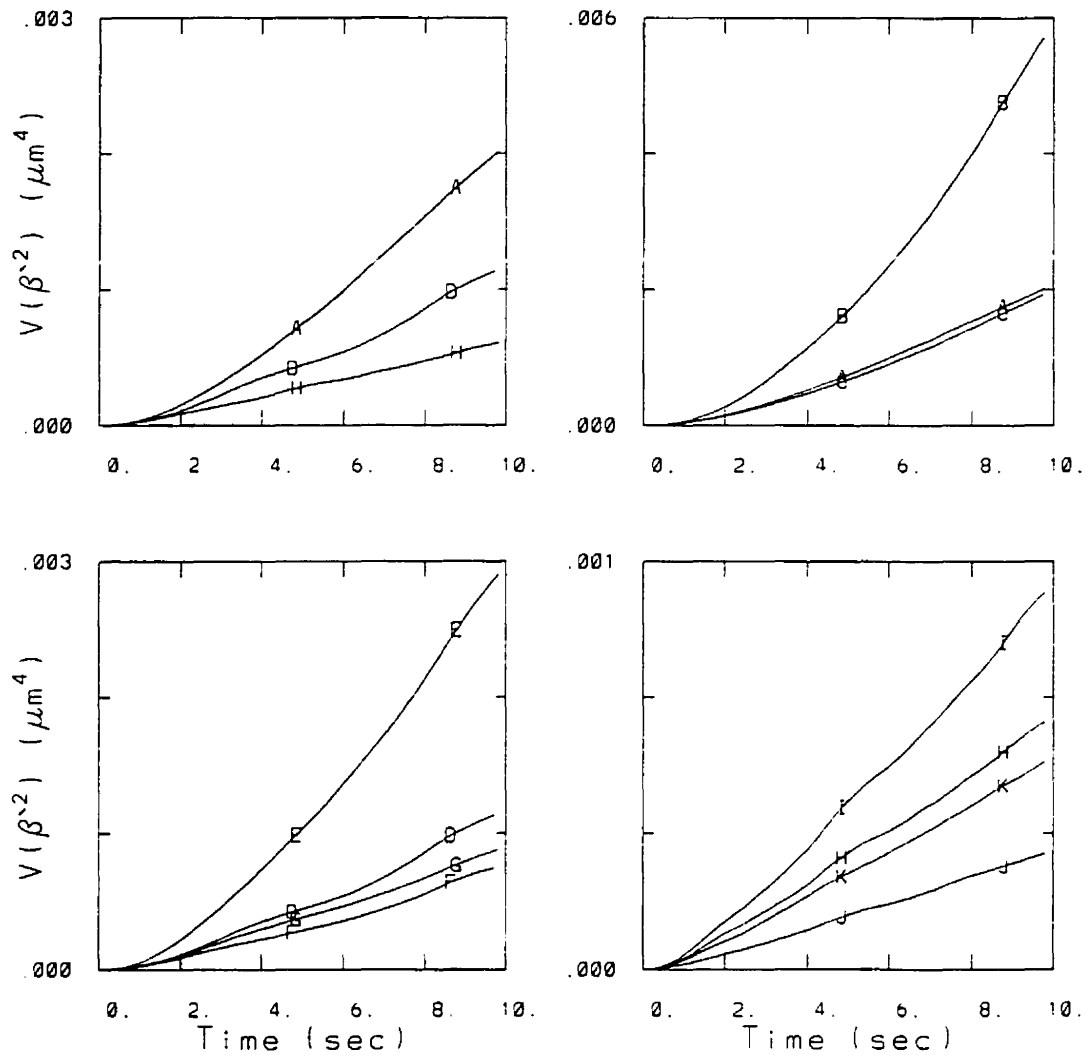 .003
V(β`²) (μm⁴)
A
A
D
D
H
H
.000
0. 2. 4. 6. 8. 10.
.006
B
B
A
A
C
C
.000
0. 2. 4. 6. 8. 10.
.003
V(β`²) (μm⁴)
E
E
D
D
G
G
F
F
.000
0. 2. 4. 6. 8. 10.
Time (sec)
.001
I
I
H
H
K
K
J
J
.000
0. 2. 4. 6. 8. 10.
Time (sec)